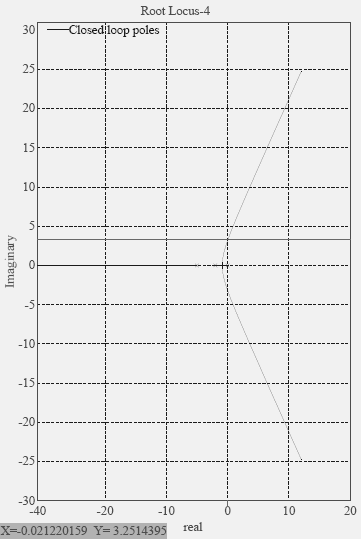 Root Locus-4
Closed loop poles
30
25
20
15
10
5
0
-5
-10
-15
-20
-25
-30
Imaginary
-40 -20 -10 0 10 20
real
X=-0.021220159 Y= 3.2514395